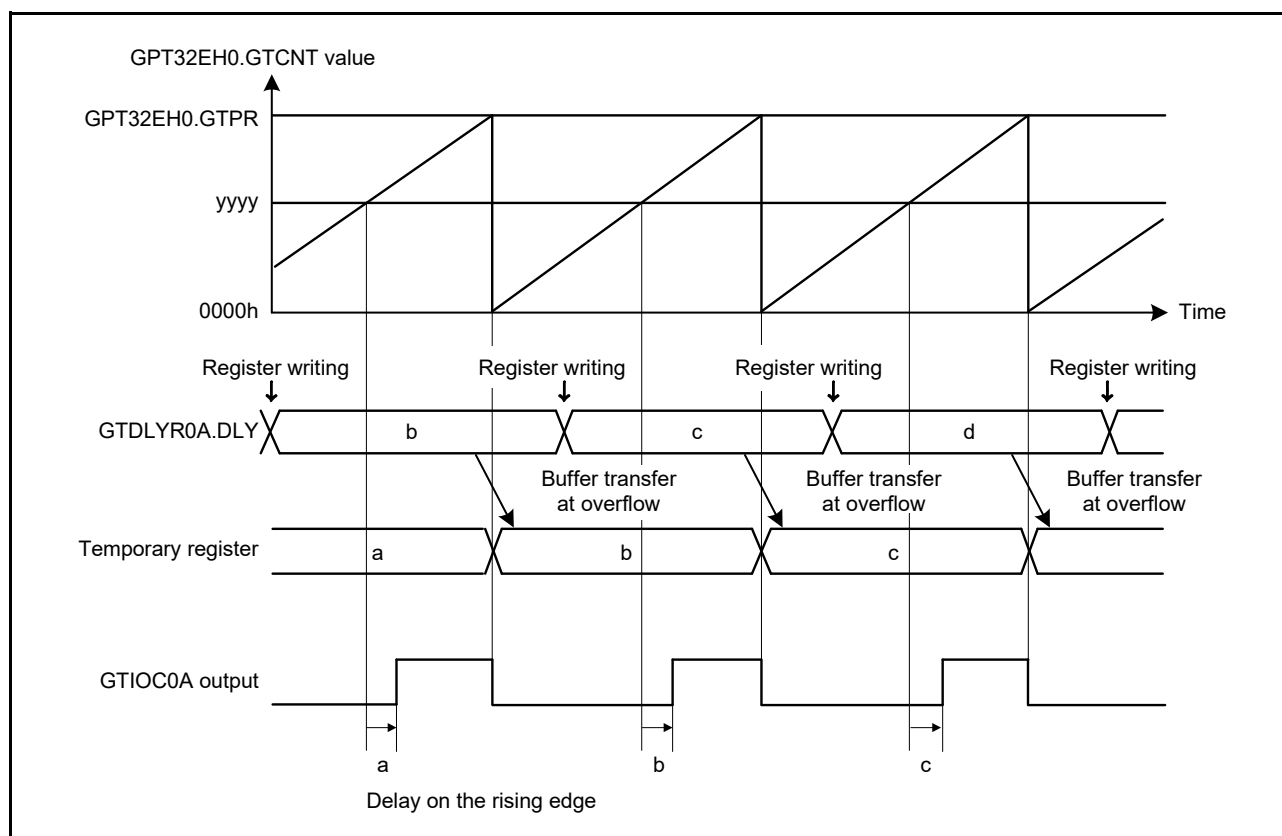 GPT32EH0.GTCNT value
GPT32EH0.GTPR
yyyy
0000h
Time
Register writing
Register writing
Register writing
Register writing
GTDLYR0A.DLY
b
c
d
Buffer transfer
at overflow
Buffer transfer
at overflow
Buffer transfer
at overflow
Temporary register
a
b
c
GTIOC0A output
a
b
c
Delay on the rising edge